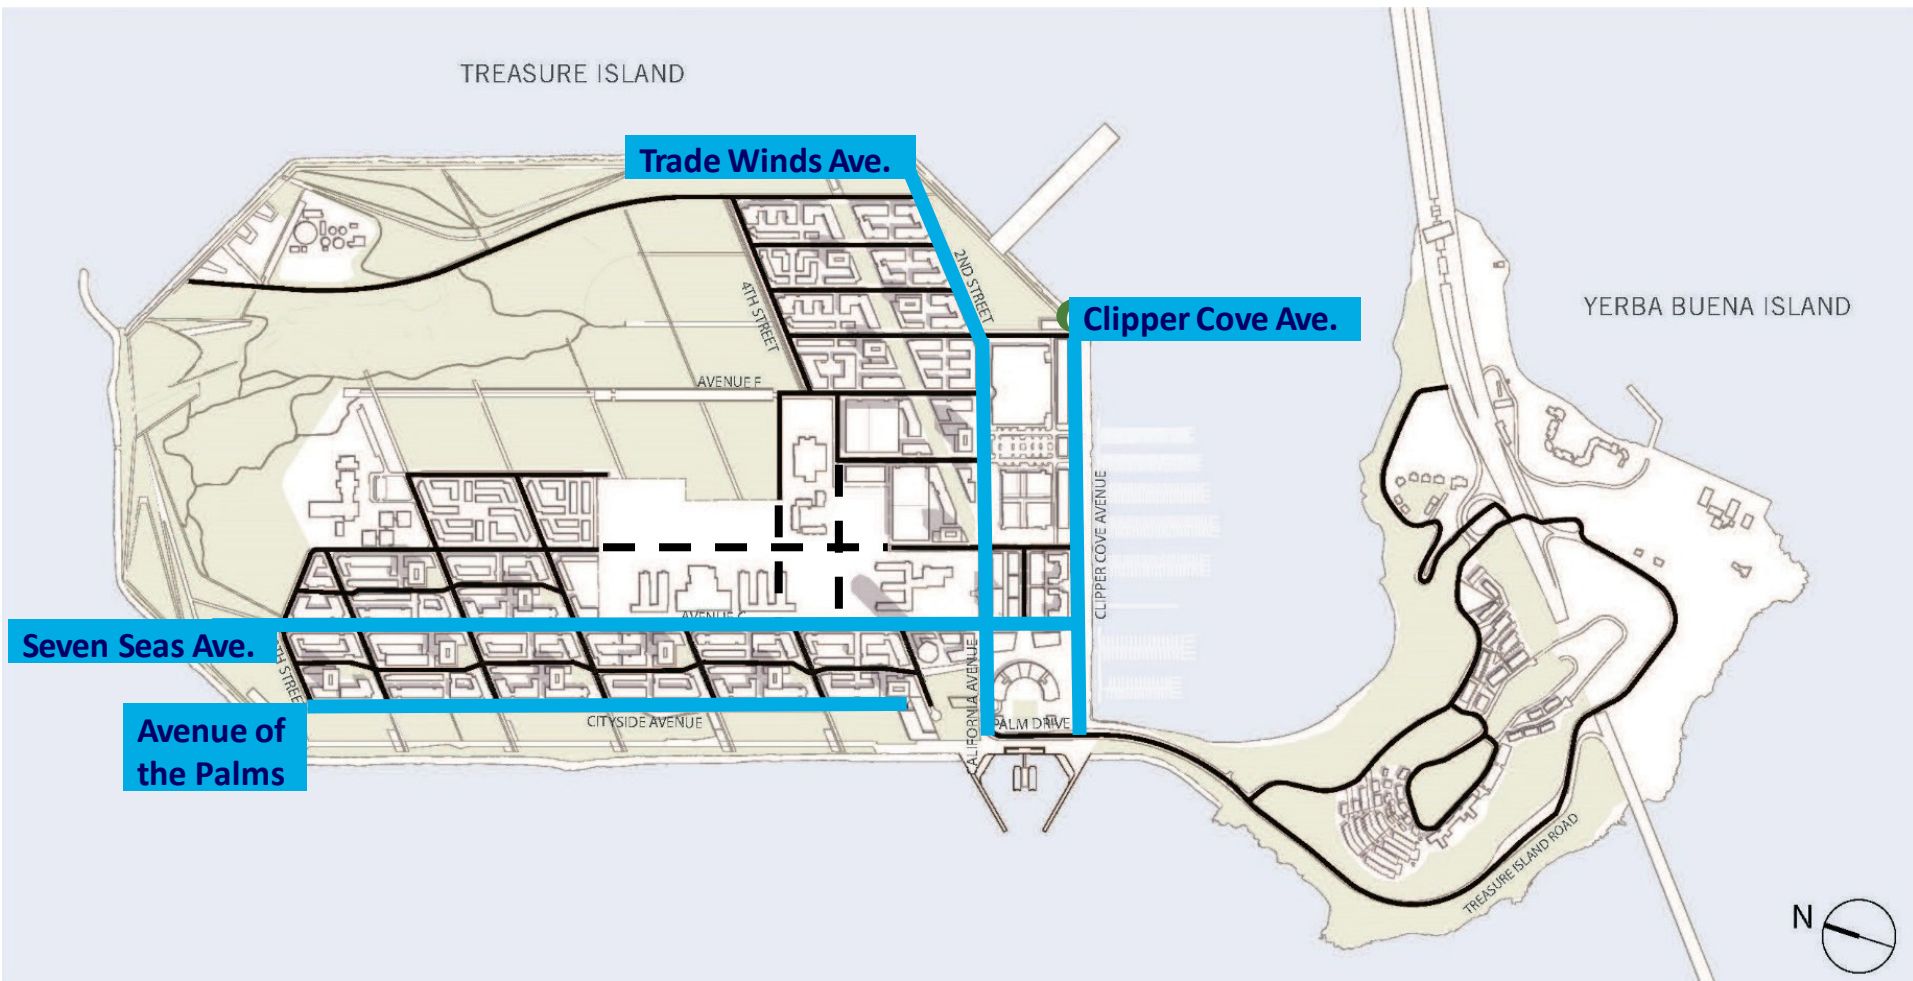 TREASURE ISLAND
Trade Winds Ave.
2ND STREET
4TH STREET
Clipper Cove Ave.
YERBA BUENA ISLAND
AVENUE F
CLIPPER COVE AVENUE
AVENUE C
Seven Seas Ave.
CALIFORNIA AVENUE
Avenue of
the Palms
CITYSIDE AVENUE
PALM DRIVE
TREASURE ISLAND ROAD
N